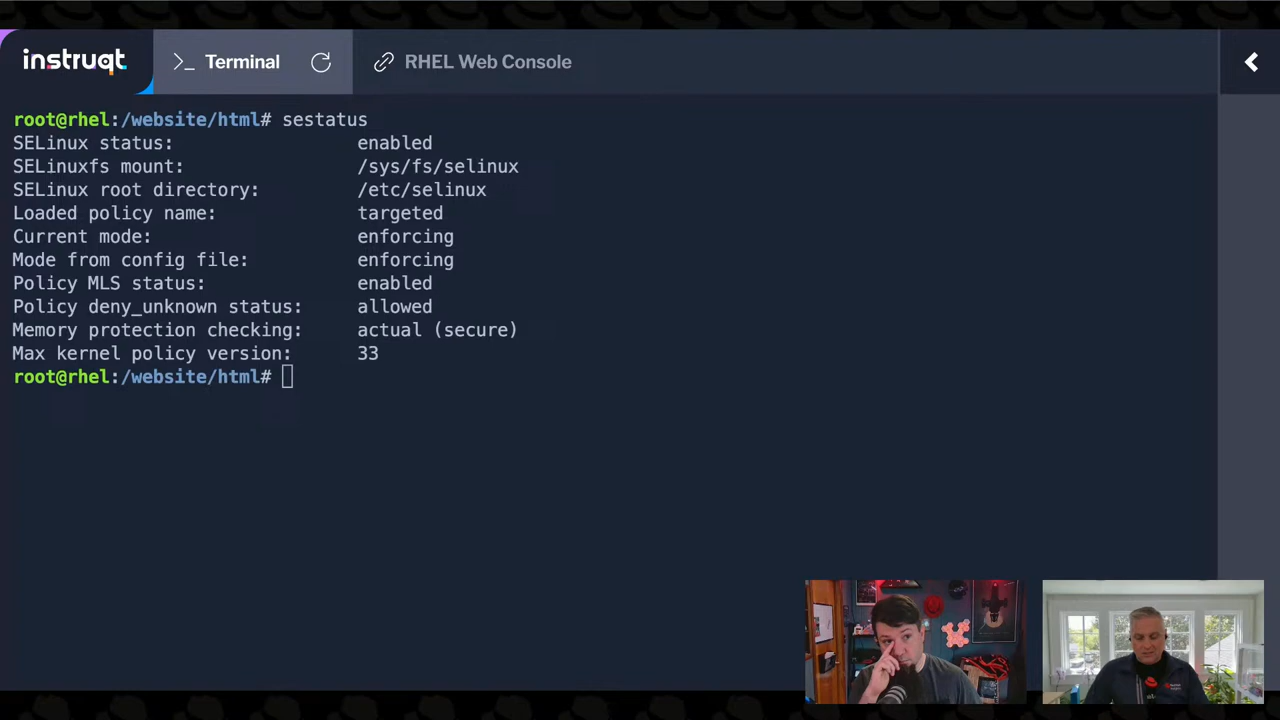 instruqt
>_ Terminal
RHEL Web Console
root@rhel:/website/html# sestatus
SELinux status: enabled
SELinuxfs mount: /sys/fs/selinux
SELinux root directory: /etc/selinux
Loaded policy name: targeted
Current mode: enforcing
Mode from config file: enforcing
Policy MLS status: enabled
Policy deny_unknown status: allowed
Memory protection checking: actual (secure)
Max kernel policy version: 33
root@rhel:/website/html#